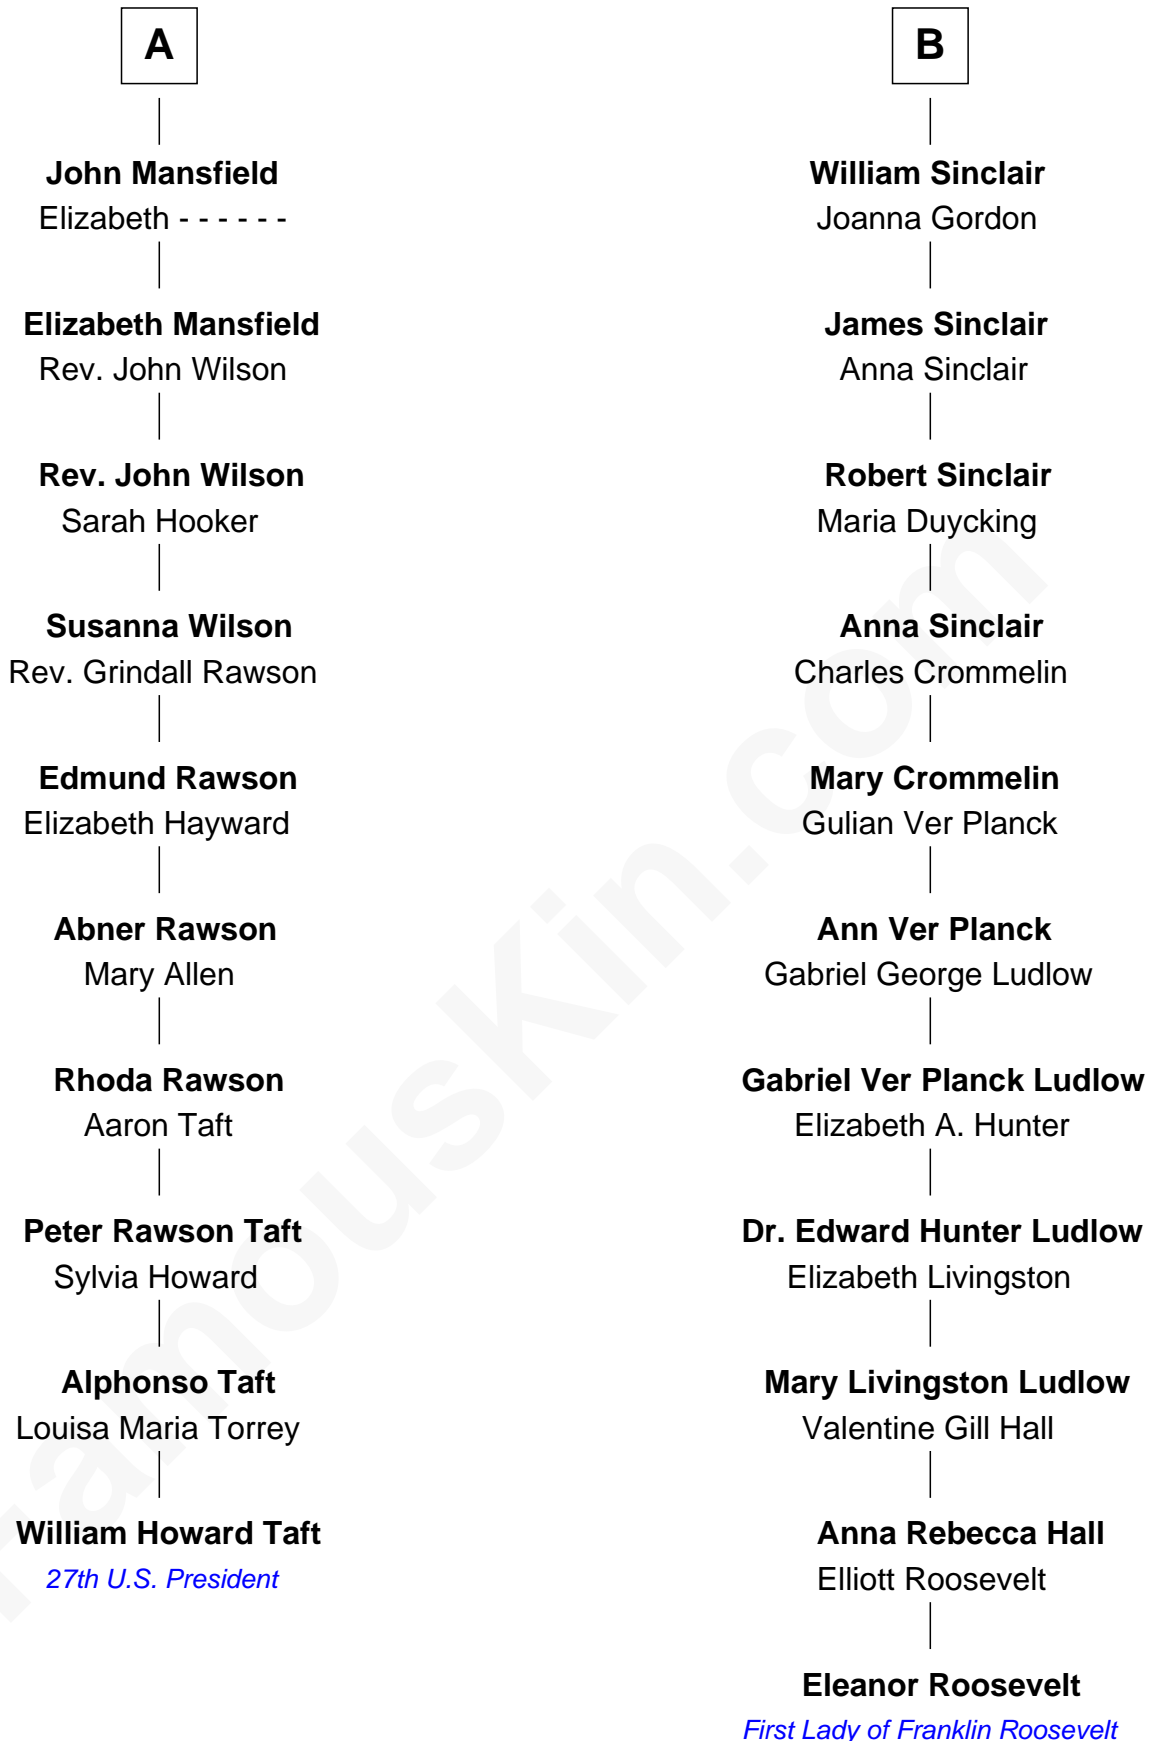 A
John Mansfield
Elizabeth - - - - - -
Elizabeth Mansfield
Rev. John Wilson
Rev. John Wilson
Sarah Hooker
Susanna Wilson
Rev. Grindall Rawson
Edmund Rawson
Elizabeth Hayward
Abner Rawson
Mary Allen
Rhoda Rawson
Aaron Taft
Peter Rawson Taft
Sylvia Howard
Alphonso Taft
Louisa Maria Torrey
William Howard Taft
27th U.S. President
B
William Sinclair
Joanna Gordon
James Sinclair
Anna Sinclair
Robert Sinclair
Maria Duycking
Anna Sinclair
Charles Crommelin
Mary Crommelin
Gulian Ver Planck
Ann Ver Planck
Gabriel George Ludlow
Gabriel Ver Planck Ludlow
Elizabeth A. Hunter
Dr. Edward Hunter Ludlow
Elizabeth Livingston
Mary Livingston Ludlow
Valentine Gill Hall
Anna Rebecca Hall
Elliott Roosevelt
Eleanor Roosevelt
First Lady of Franklin Roosevelt
FamousKin.com